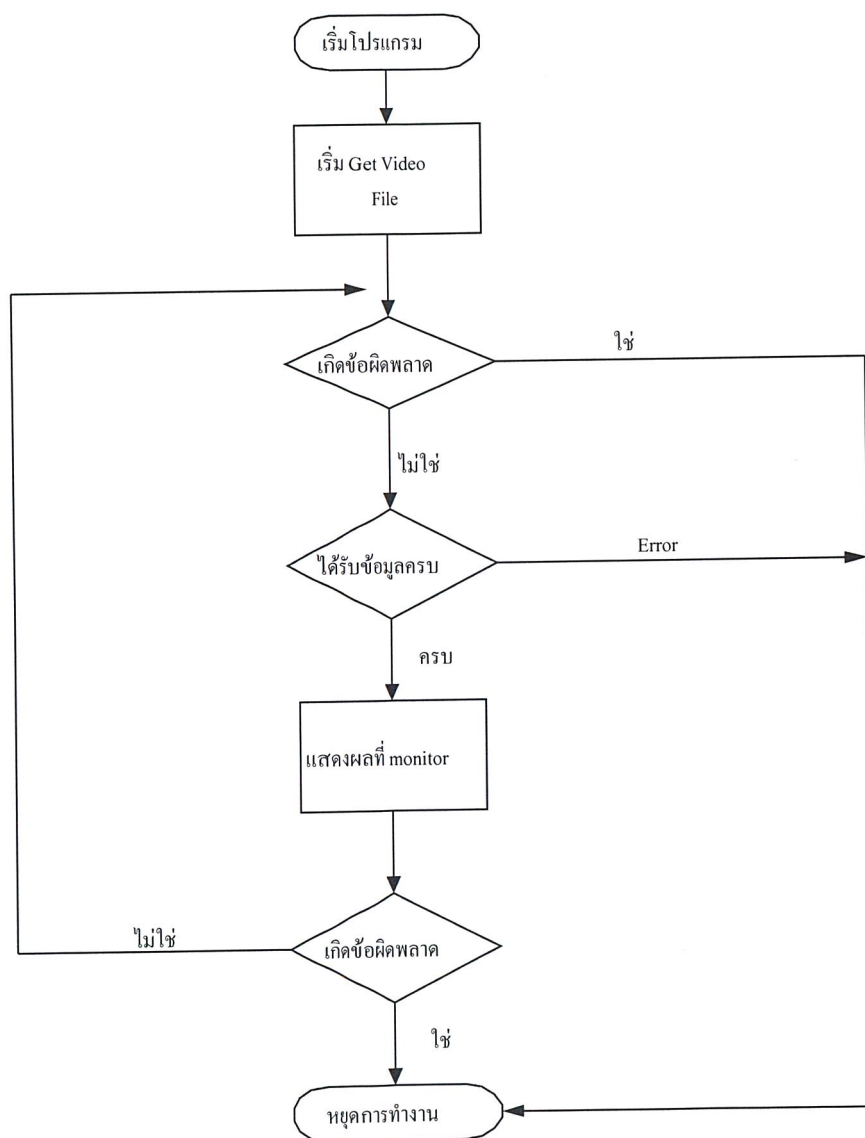 เริ่มโปรแกรม
เริ่ม Get Video
File
เกิดข้อผิดพลาด
ใช่
ไม่ใช่
ได้รับข้อมูลครบ
Error
ครบ
แสดงผลที่ monitor
เกิดข้อผิดพลาด
ไม่ใช่
ใช่
หยุดการทำงาน